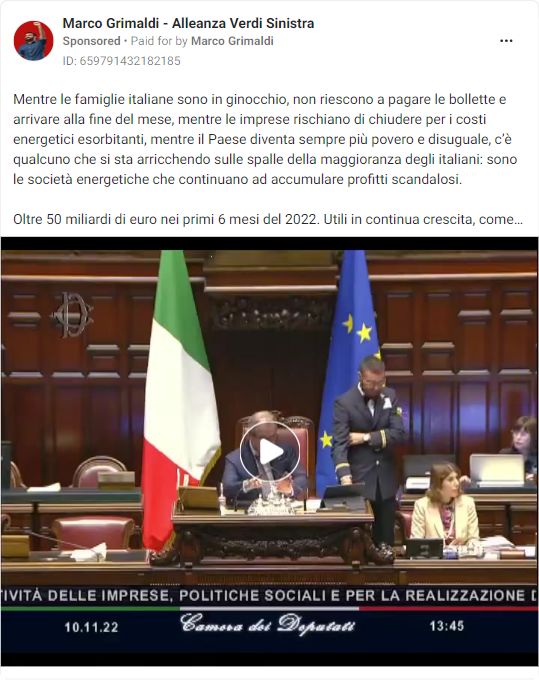 Marco Grimaldi - Alleanza Verdi Sinistra
Sponsored • Paid for by Marco Grimaldi
ID: 659791432182185
Mentre le famiglie italiane sono in ginocchio, non riescono a pagare le bollette e
arrivare alla fine del mese, mentre le imprese rischiano di chiudere per i costi
energetici esorbitanti, mentre il Paese diventa sempre più povero e disuguale, c'è
qualcuno che si sta arricchendo sulle spalle della maggioranza degli italiani: sono
le società energetiche che continuano ad accumulare profitti scandalosi.
Oltre 50 miliardi di euro nei primi 6 mesi del 2022. Utili in continua crescita, come…
TIVITÀ DELLE IMPRESE, POLITICHE SOCIALI E PER LA REALIZZAZIONE D
10.11.22 Camera dei Deputati 13:45